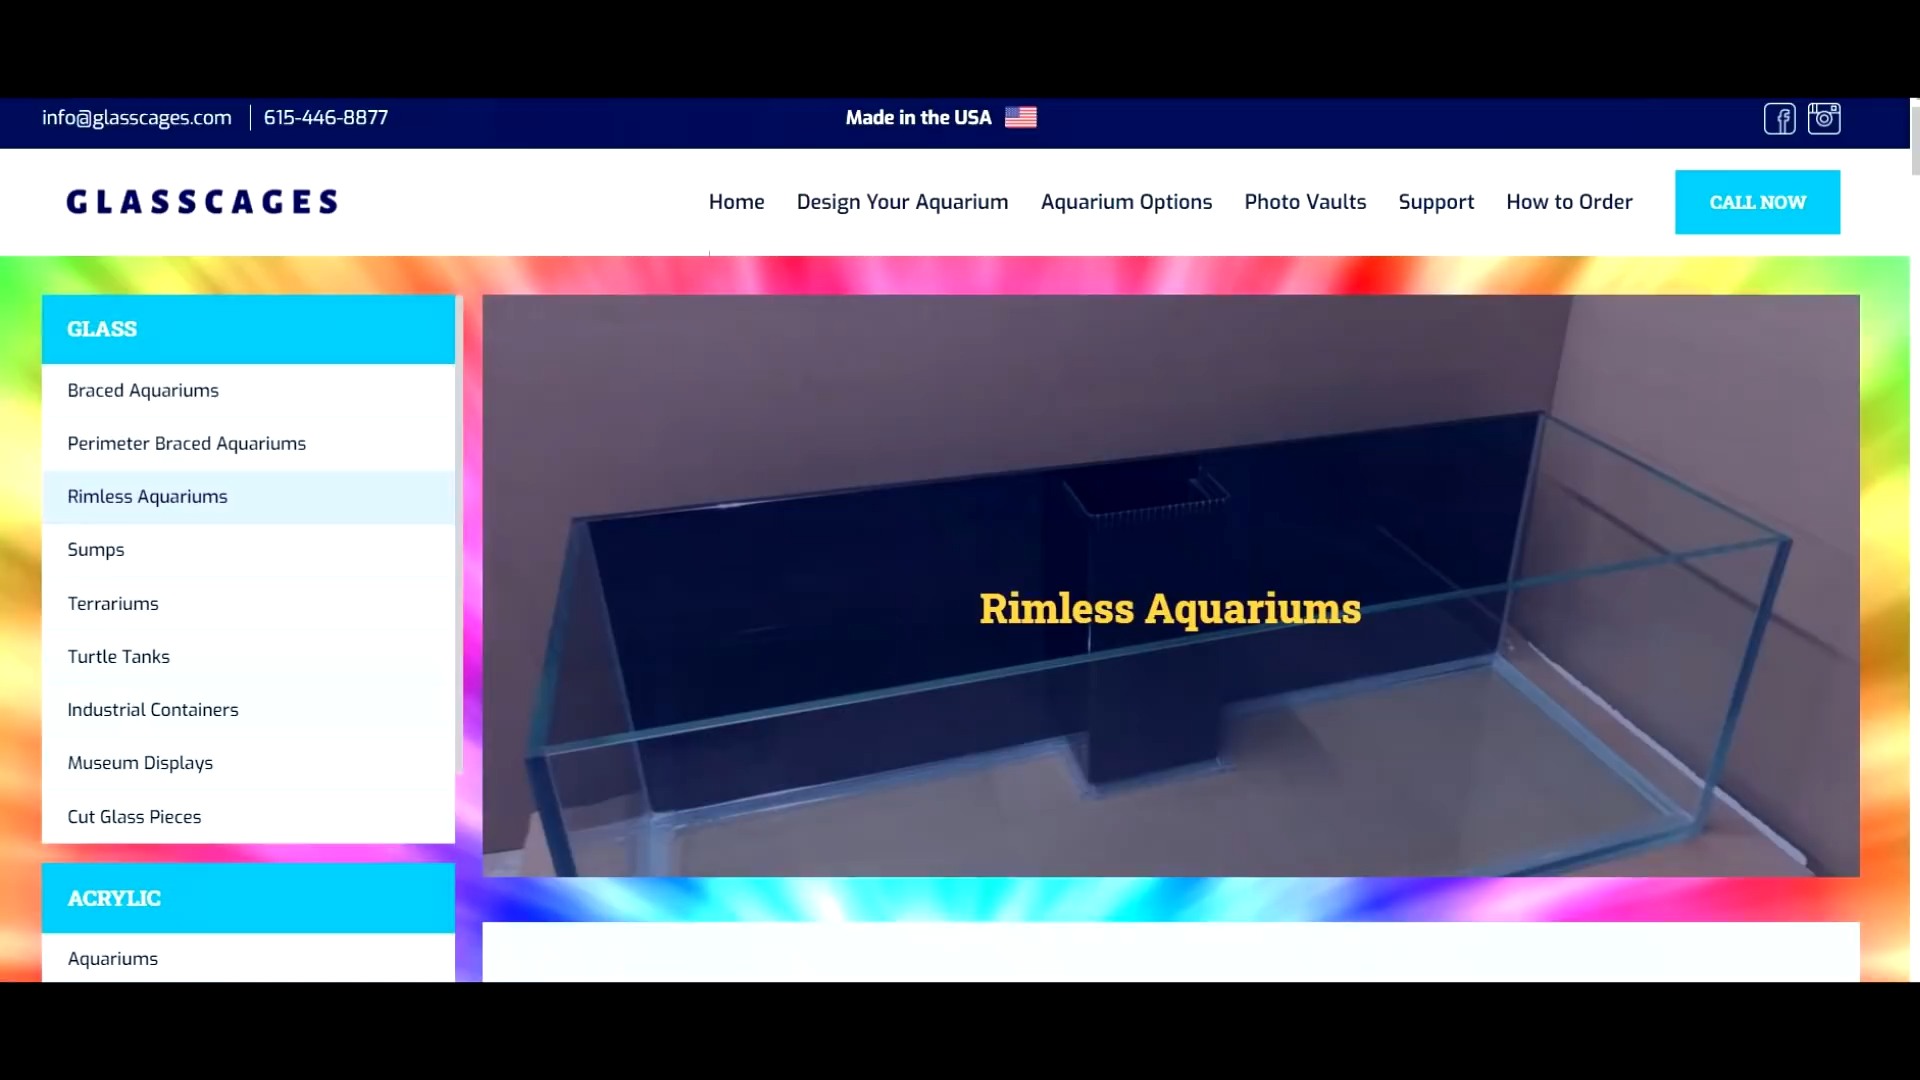 info@glasscages.com
615-446-8877
Made in the USA
GLASSCAGES
Home
Design Your Aquarium
Aquarium Options
Photo Vaults
Support
How to Order
CALL NOW
GLASS
Braced Aquariums
Perimeter Braced Aquariums
Rimless Aquariums
Sumps
Terrariums
Turtle Tanks
Industrial Containers
Museum Displays
Cut Glass Pieces
ACRYLIC
Aquariums
Rimless Aquariums